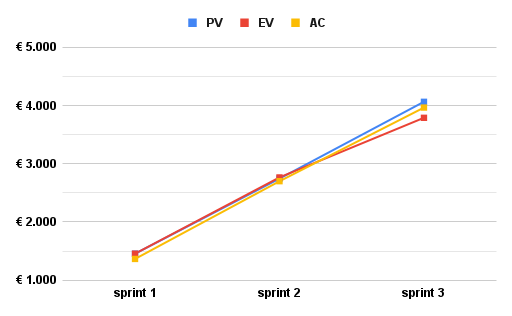 PV EV AC
€ 5.000
€ 4.000
€ 3.000
€ 2.000
€ 1.000
sprint 1 sprint 2 sprint 3